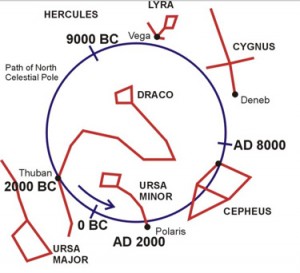 HERCULES
LYRA
9000 BC
Vega
CYGNUS
Path of North
Celestial Pole
DRACO
Deneb
AD 8000
Thuban
2000 BC
URSA
MINOR
0 BC
CEPHEUS
URSA
MAJOR
AD 2000
Polaris